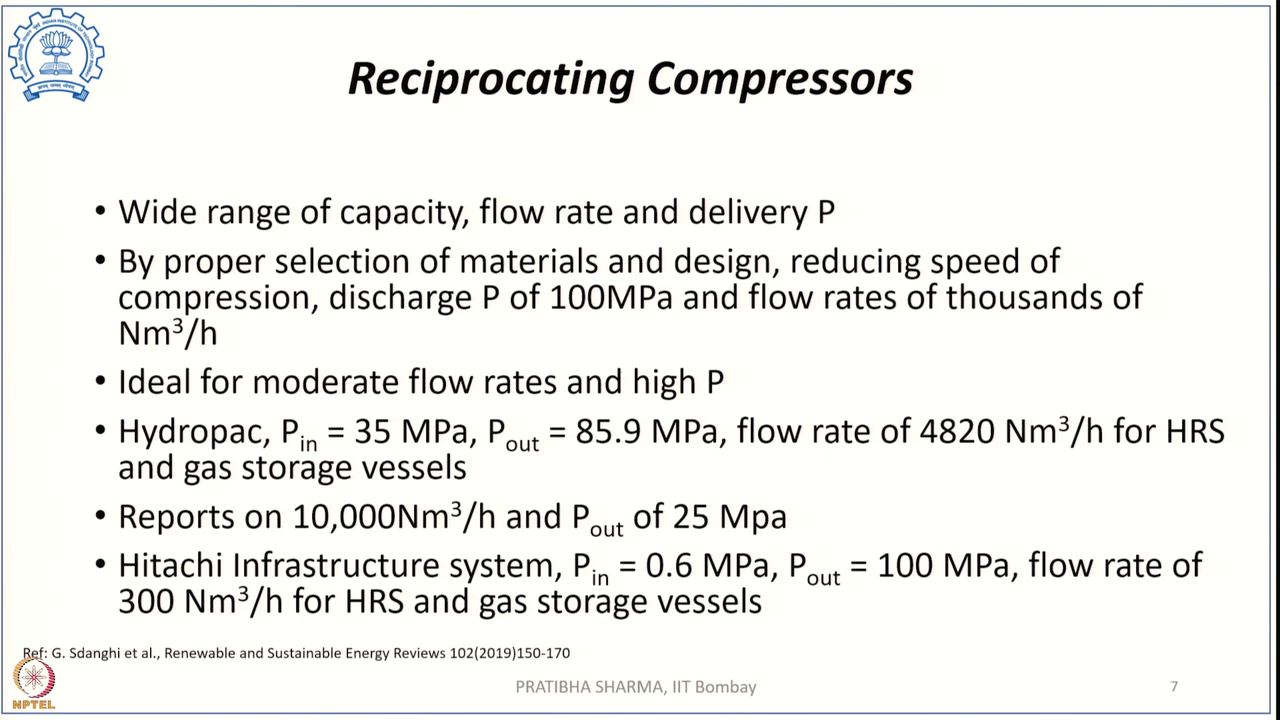 Reciprocating Compressors
• Wide range of capacity, flow rate and delivery P
• By proper selection of materials and design, reducing speed of
compression, discharge P of 100MPa and flow rates of thousands of
Nm³/h
• Ideal for moderate flow rates and high P
• Hydropac, Pin = 35 MPa, Pout = 85.9 MPa, flow rate of 4820 Nm³/h for HRS
and gas storage vessels
• Reports on 10,000Nm³/h and Pout of 25 Mpa
• Hitachi Infrastructure system, Pin = 0.6 MPa, Pout = 100 MPa, flow rate of
300 Nm³/h for HRS and gas storage vessels
Ref: G. Sdanghi et al., Renewable and Sustainable Energy Reviews 102(2019)150-170
PRATIBHA SHARMA, IIT Bombay
7
NPTEL